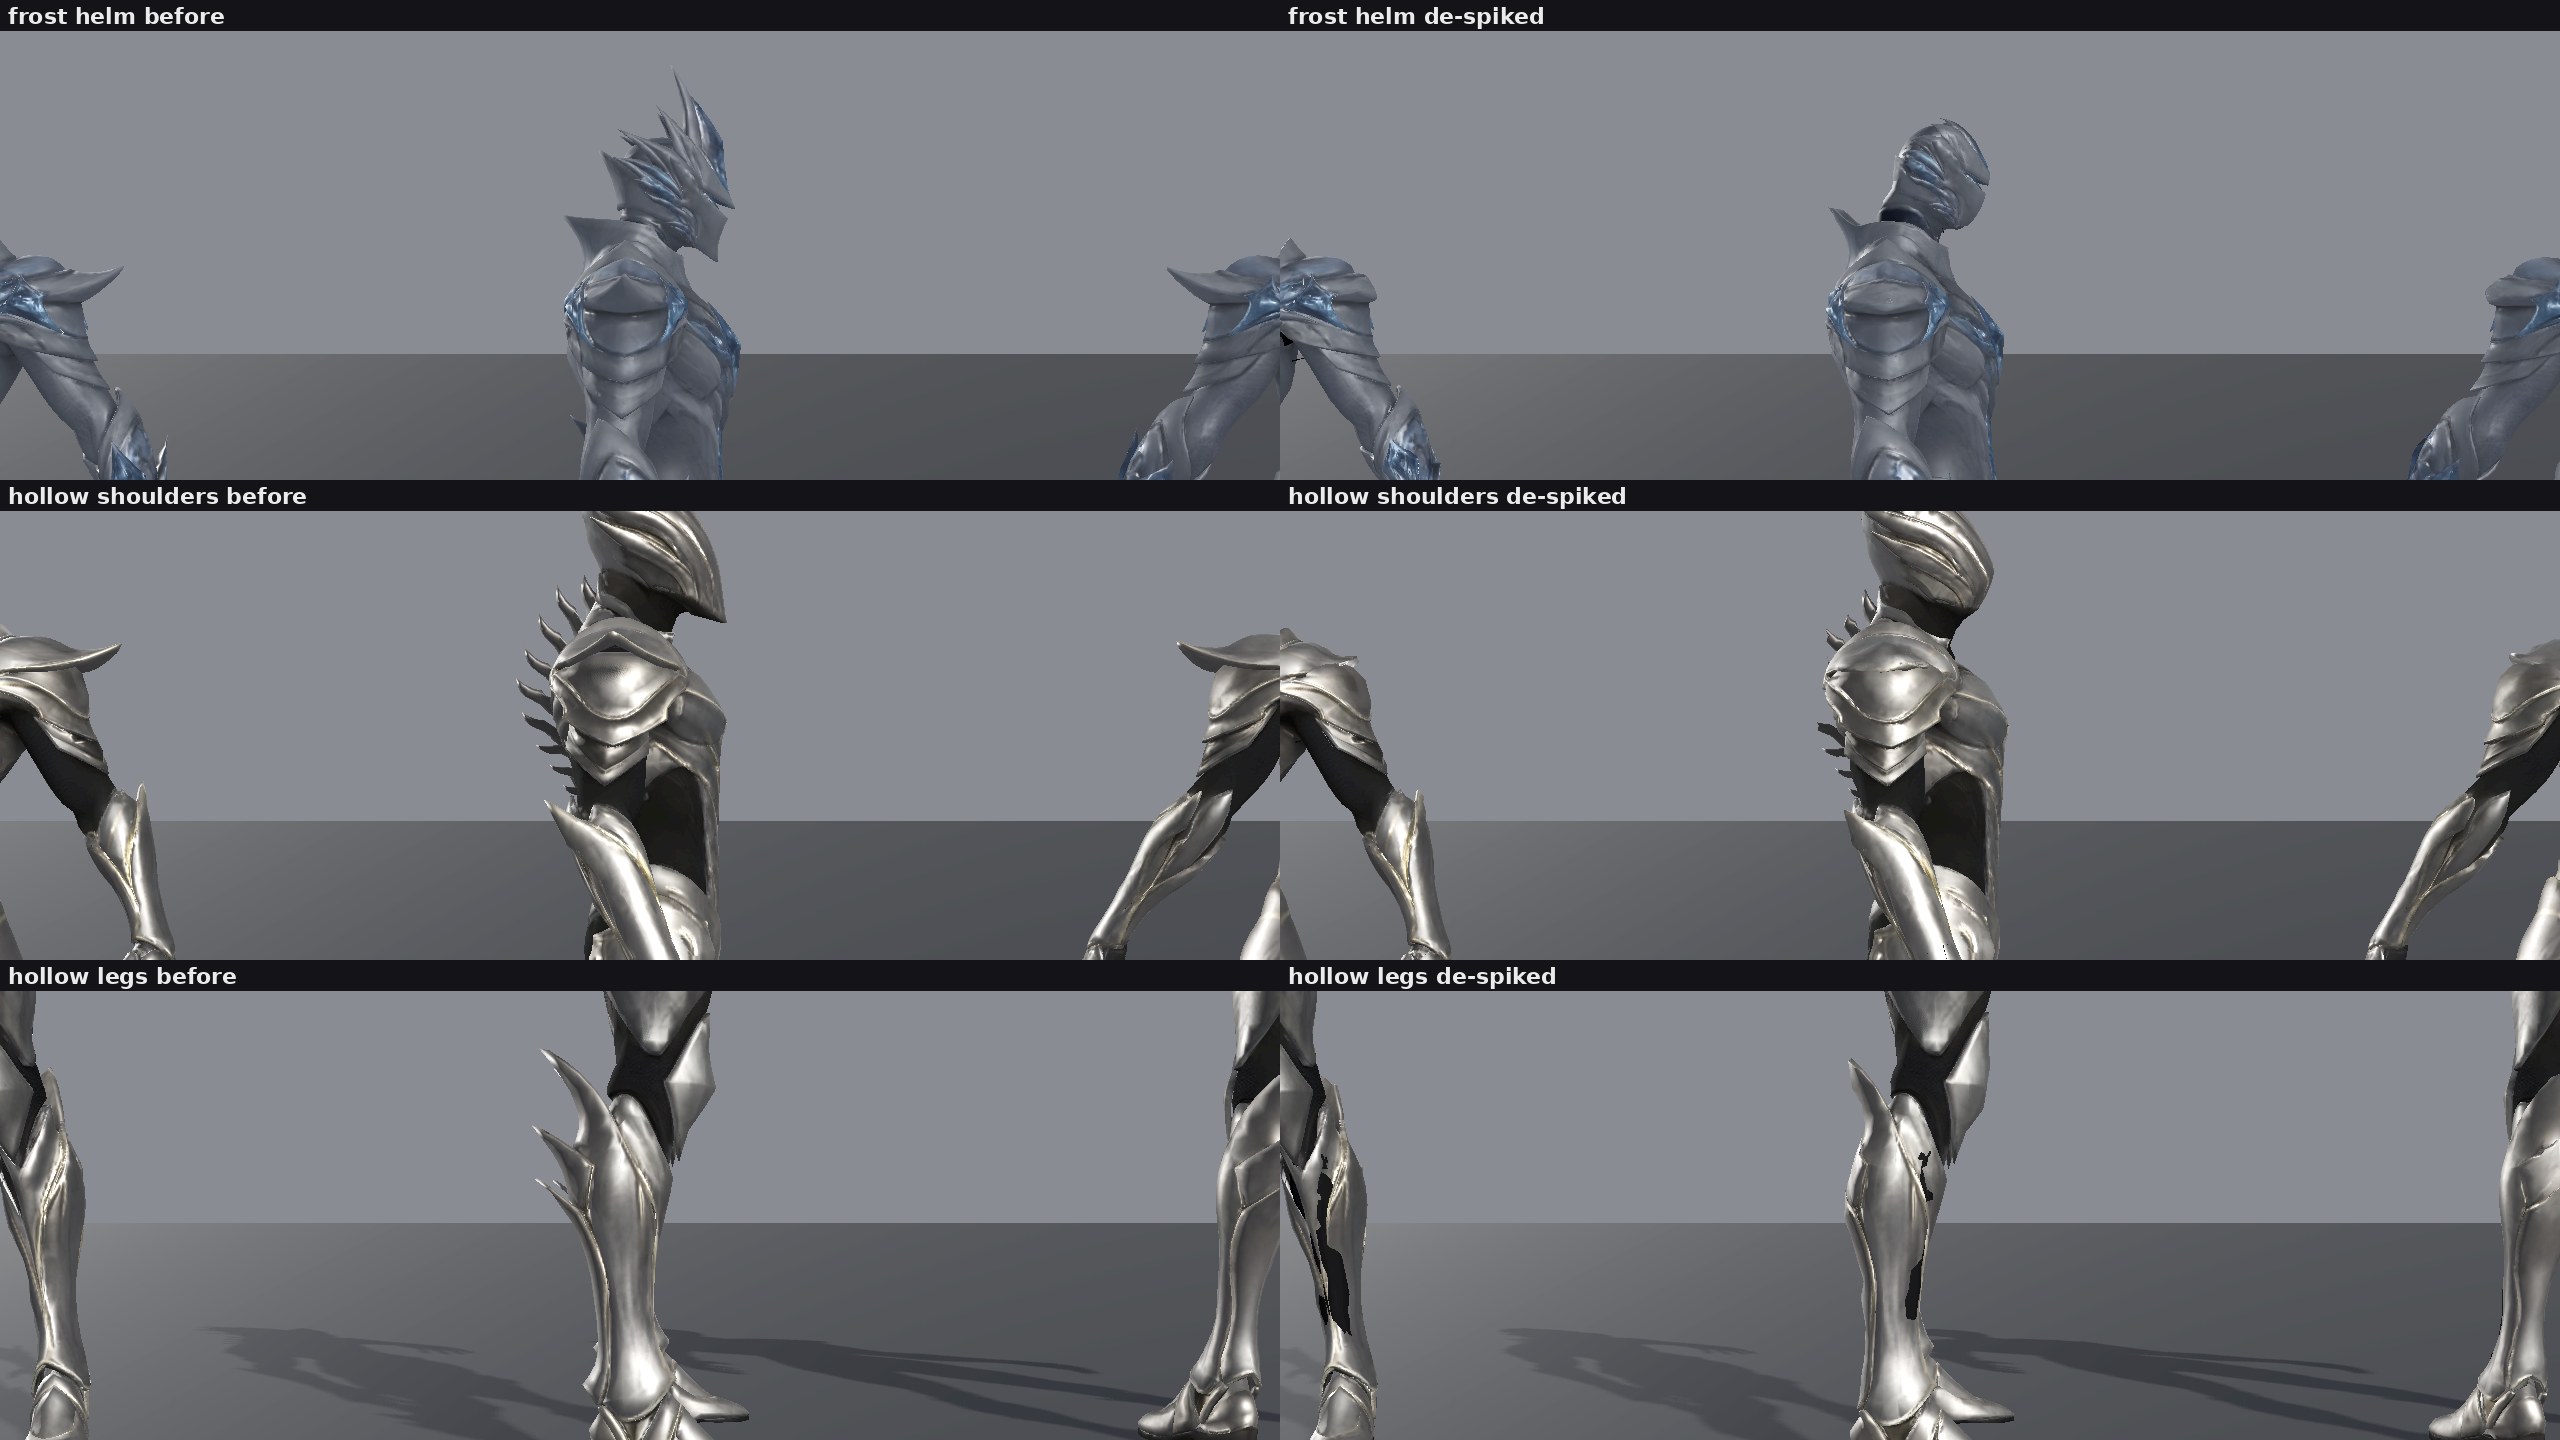 frost helm before
frost helm de-spiked
hollow shoulders before
hollow shoulders de-spiked
hollow legs before
hollow legs de-spiked